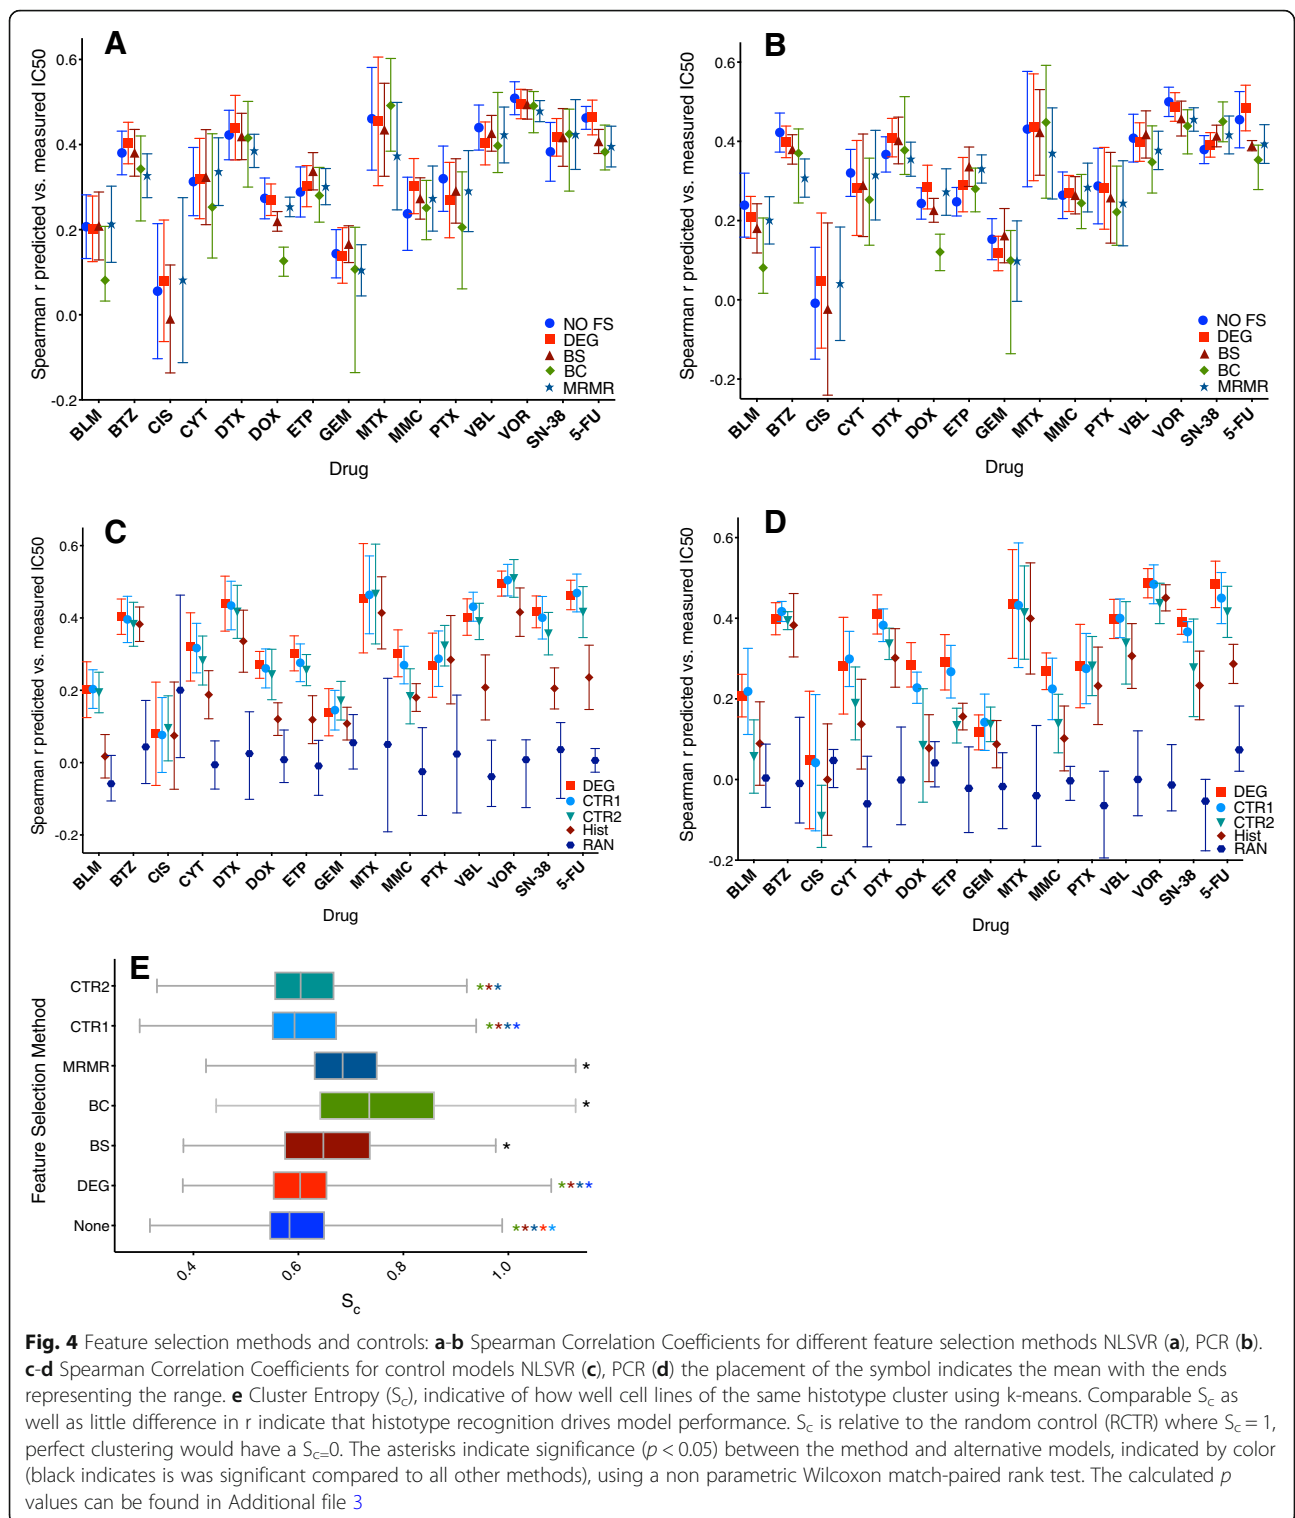 A
Spearman r predicted vs. measured IC50
0.6
0.4
0.2
0.0
-0.2
NO FS
DEG
BS
BC
MRMR
BLM BTZ CIS CYT DTX DOX ETP GEM MTX MMC PTX VBL VOR SN-38 5-FU
Drug
B
Spearman r predicted vs. measured IC50
0.6
0.4
0.2
0.0
-0.2
NO FS
DEG
BS
BC
MRMR
BLM BTZ CIS CYT DTX DOX ETP GEM MTX MMC PTX VBL VOR SN-38 5-FU
Drug
C
Spearman r predicted vs. measured IC50
0.6
0.4
0.2
0.0
-0.2
DEG
CTR1
CTR2
Hist
RAN
BLM BTZ CIS CYT DTX DOX ETP GEM MTX MMC PTX VBL VOR SN-38 5-FU
Drug
D
Spearman r predicted vs. measured IC50
0.6
0.4
0.2
0.0
-0.2
DEG
CTR1
CTR2
Hist
RAN
BLM BTZ CIS CYT DTX DOX ETP GEM MTX MMC PTX VBL VOR SN-38 5-FU
Drug
E
Feature Selection Method
CTR2 ***
CTR1 ****
MRMR *
BC *
BS *
DEG ****
None *****
0.4 0.6 0.8 1.0
Sc
Fig. 4 Feature selection methods and controls: a-b Spearman Correlation Coefficients for different feature selection methods NLSVR (a), PCR (b).
c-d Spearman Correlation Coefficients for control models NLSVR (c), PCR (d) the placement of the symbol indicates the mean with the ends
representing the range. e Cluster Entropy (Sc), indicative of how well cell lines of the same histotype cluster using k-means. Comparable Sc as
well as little difference in r indicate that histotype recognition drives model performance. Sc is relative to the random control (RCTR) where Sc = 1,
perfect clustering would have a Sc=0. The asterisks indicate significance (p < 0.05) between the method and alternative models, indicated by color
(black indicates is was significant compared to all other methods), using a non parametric Wilcoxon match-paired rank test. The calculated p
values can be found in Additional file 3